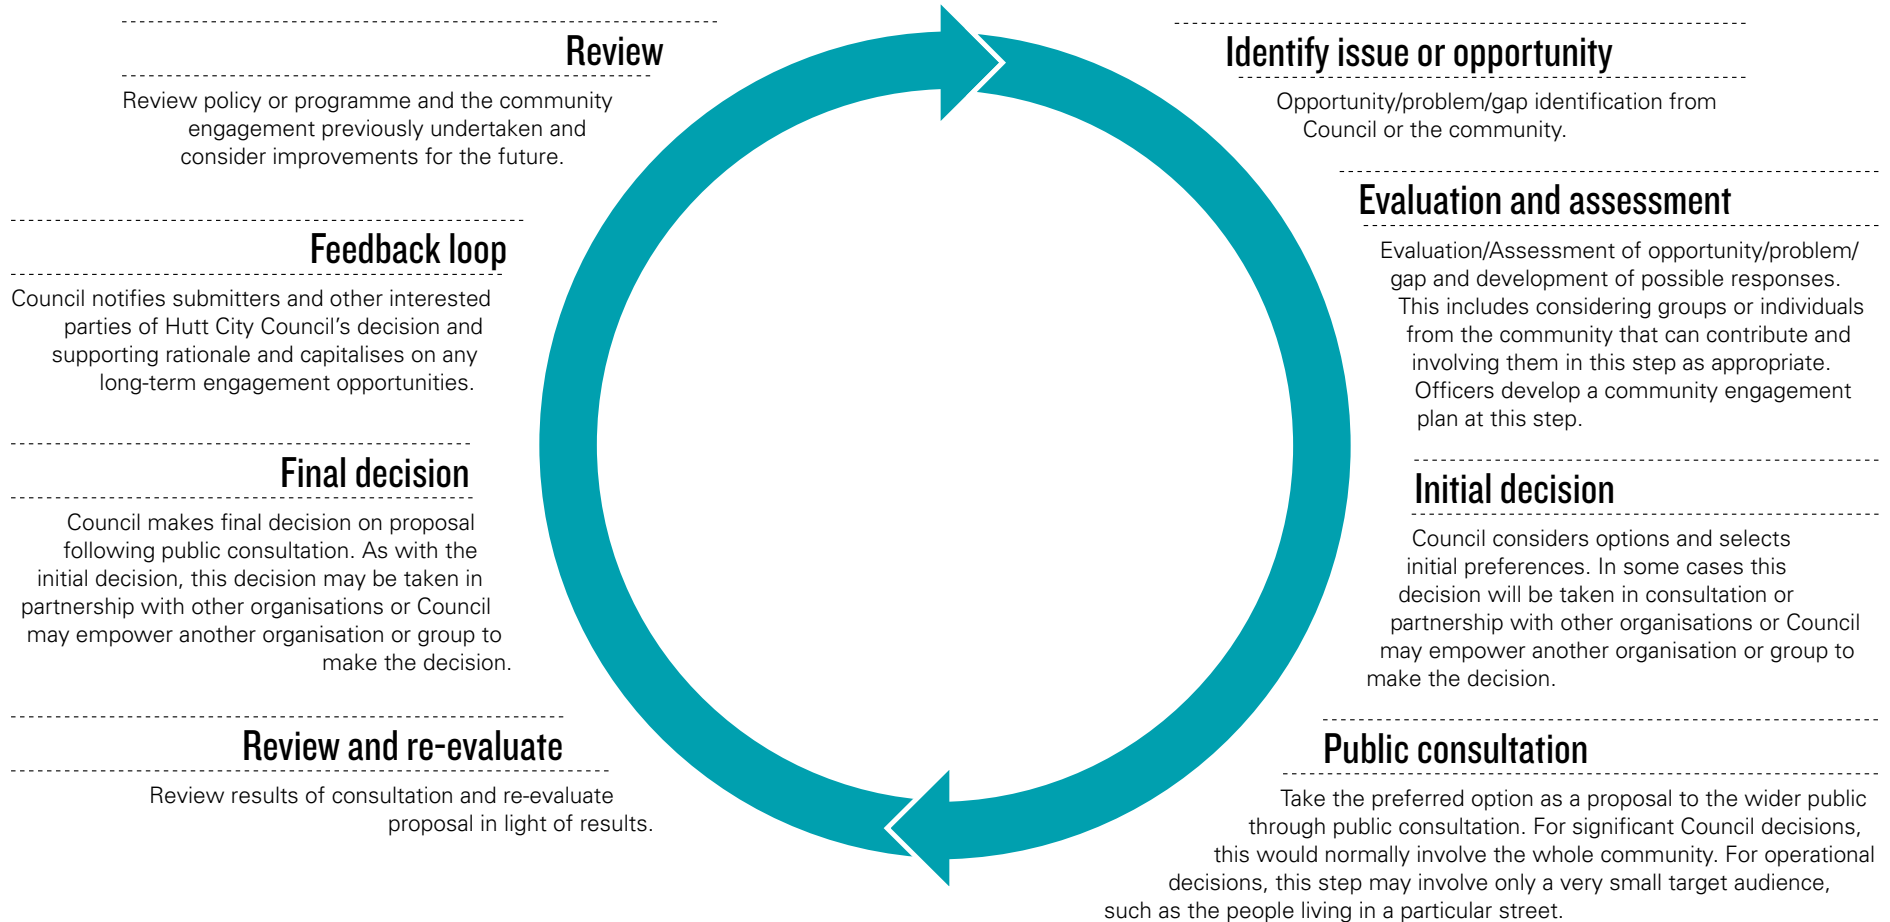 Review
Review policy or programme and the community
engagement previously undertaken and
consider improvements for the future.
Feedback loop
Council notifies submitters and other interested
parties of Hutt City Council’s decision and
supporting rationale and capitalises on any
long-term engagement opportunities.
Final decision
Council makes final decision on proposal
following public consultation. As with the
initial decision, this decision may be taken in
partnership with other organisations or Council
may empower another organisation or group to
make the decision.
Review and re-evaluate
Review results of consultation and re-evaluate
proposal in light of results.
Identify issue or opportunity
Opportunity/problem/gap identification from
Council or the community.
Evaluation and assessment
Evaluation/Assessment of opportunity/problem/
gap and development of possible responses.
This includes considering groups or individuals
from the community that can contribute and
involving them in this step as appropriate.
Officers develop a community engagement
plan at this step.
Initial decision
Council considers options and selects
initial preferences. In some cases this
decision will be taken in consultation or
partnership with other organisations or Council
may empower another organisation or group to
make the decision.
Public consultation
Take the preferred option as a proposal to the wider public
through public consultation. For significant Council decisions,
this would normally involve the whole community. For operational
decisions, this step may involve only a very small target audience,
such as the people living in a particular street.